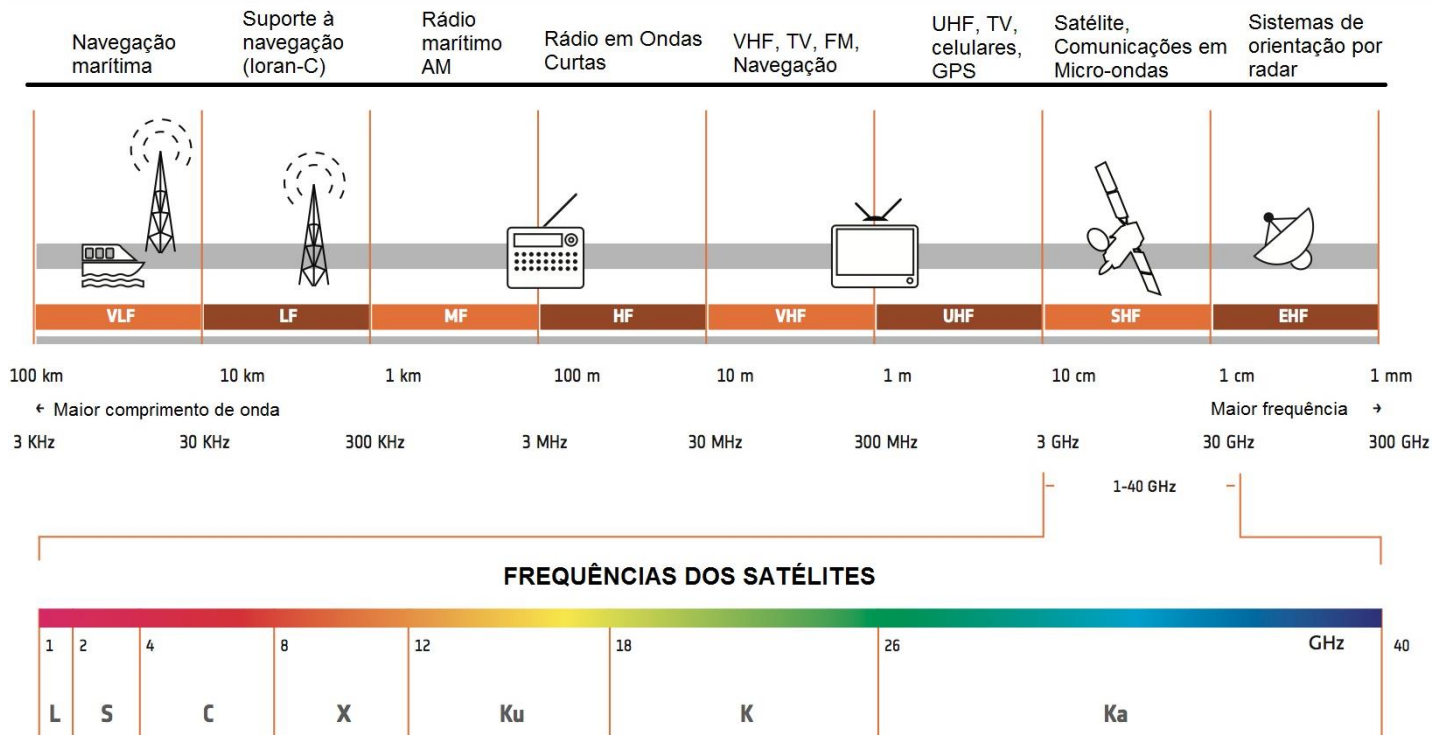 Navegação
marítima
Suporte à
navegação
(loran-C)
Rádio
marítimo
AM
Rádio em Ondas
Curtas
VHF, TV, FM,
Navegação
UHF, TV,
celulares,
GPS
Satélite,
Comunicações em
Micro-ondas
Sistemas de
orientação por
radar
VLF LF MF HF VHF UHF SHF EHF
100 km 10 km 1 km 100 m 10 m 1 m 10 cm 1 cm 1 mm
← Maior comprimento de onda Maior frequência →
3 KHz 30 KHz 300 KHz 3 MHz 30 MHz 300 MHz 3 GHz 30 GHz 300 GHz
1-40 GHz
FREQUÊNCIAS DOS SATÉLITES
1 2 4 8 12 18 26 GHz 40
L S C X Ku K Ka